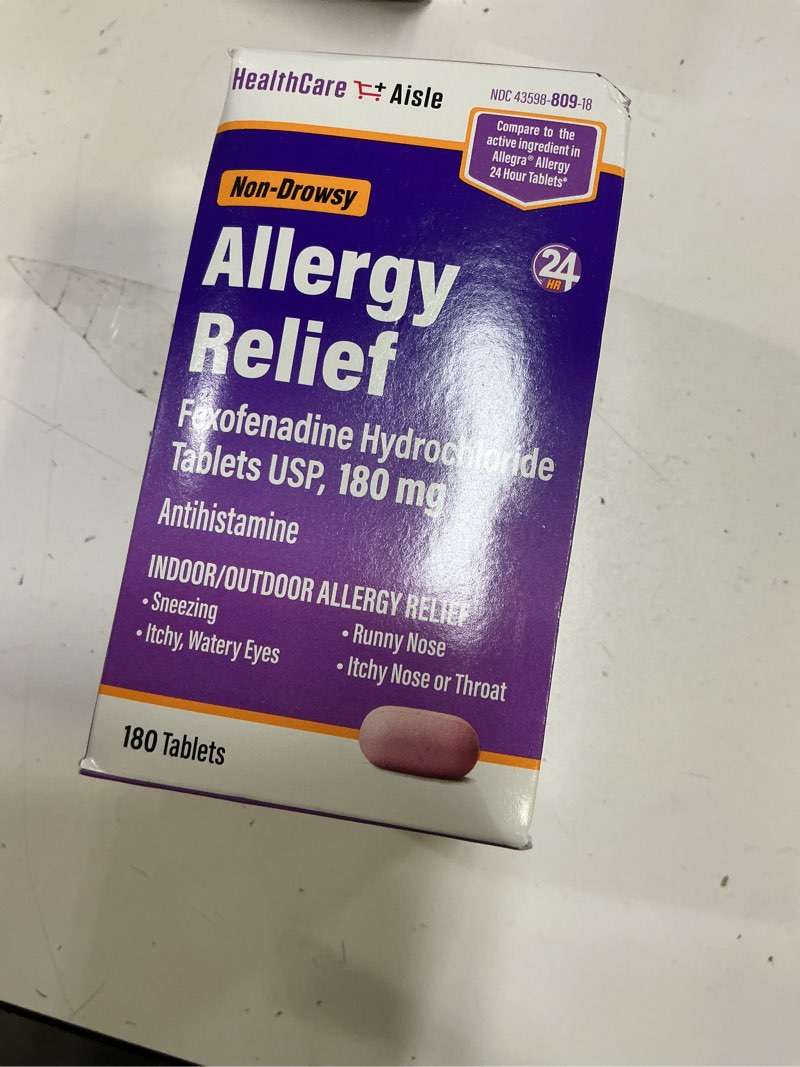 HealthCare Aisle
NDC 43598-809-18
Compare to the
active ingredient in
Allegra® Allergy
24 Hour Tablets*
Non-Drowsy
24
HR
Allergy
Relief
Fexofenadine Hydrochloride
Tablets USP, 180 mg
Antihistamine
INDOOR/OUTDOOR ALLERGY RELIEF
• Sneezing
• Itchy, Watery Eyes
• Runny Nose
• Itchy Nose or Throat
180 Tablets